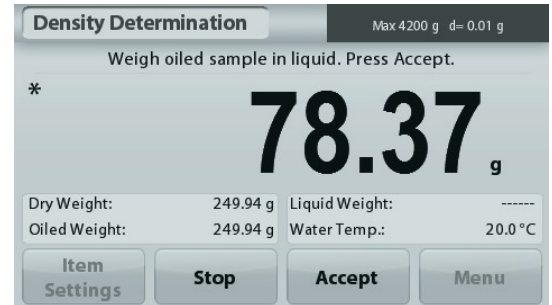 Density Determination
Max 4200 g d= 0.01 g
Weigh oiled sample in liquid. Press Accept.
*
78.37 g
Dry Weight: 249.94 g Liquid Weight: ------
Oiled Weight: 249.94 g Water Temp.: 20.0 °C
Item Settings Stop Accept Menu